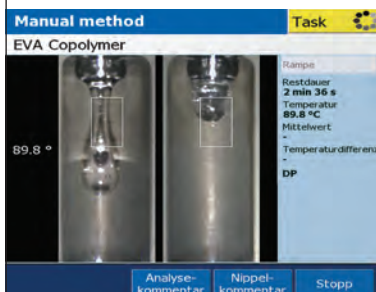 Manual method
Task
EVA Copolymer
Rampe
Restdauer
2 min 36 s
Temperatur
89.8 °C
Mittelwert
-
Temperaturdifferenz
-
DP
89.8 °
Analyse-
kommentar
Nippel-
kommentar
Stopp